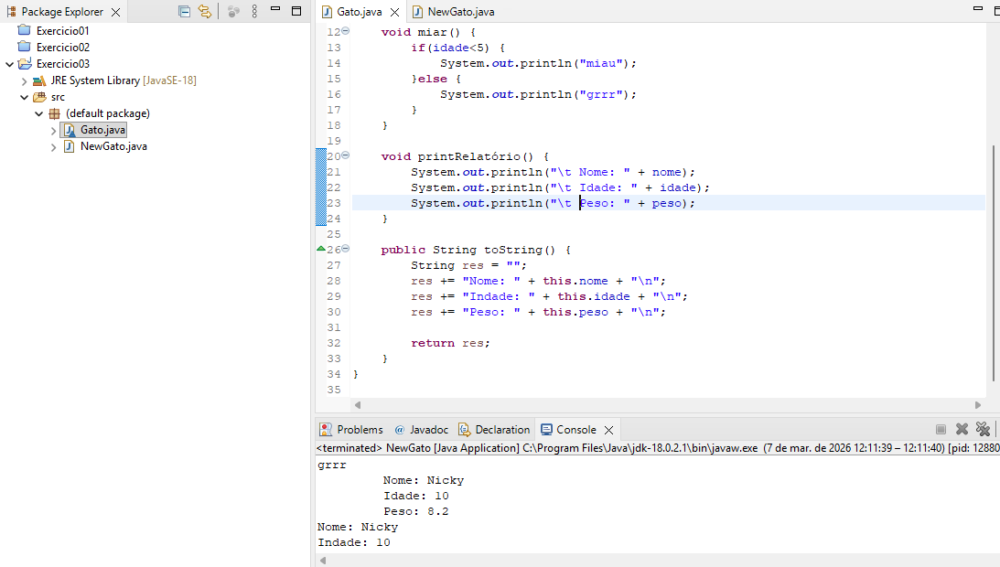 Package Explorer
Exercicio01
Exercicio02
Exercicio03
JRE System Library [JavaSE-18]
src
(default package)
Gato.java
NewGato.java
Gato.java NewGato.java
12 void miar() {
13 if(idade<5) {
14 System.out.println("miau");
15 }else {
16 System.out.println("grrr");
17 }
18 }
19
20 void printRelatório() {
21 System.out.println("\t Nome: " + nome);
22 System.out.println("\t Idade: " + idade);
23 System.out.println("\t Peso: " + peso);
24 }
25
26 public String toString() {
27 String res = "";
28 res += "Nome: " + this.nome + "\n";
29 res += "Indade: " + this.idade + "\n";
30 res += "Peso: " + this.peso + "\n";
31
32 return res;
33 }
34 }
35
Problems @ Javadoc Declaration Console
<terminated> NewGato [Java Application] C:\Program Files\Java\jdk-18.0.2.1\bin\javaw.exe (7 de mar. de 2026 12:11:39 – 12:11:40) [pid: 12880
grrr
Nome: Nicky
Idade: 10
Peso: 8.2
Nome: Nicky
Indade: 10